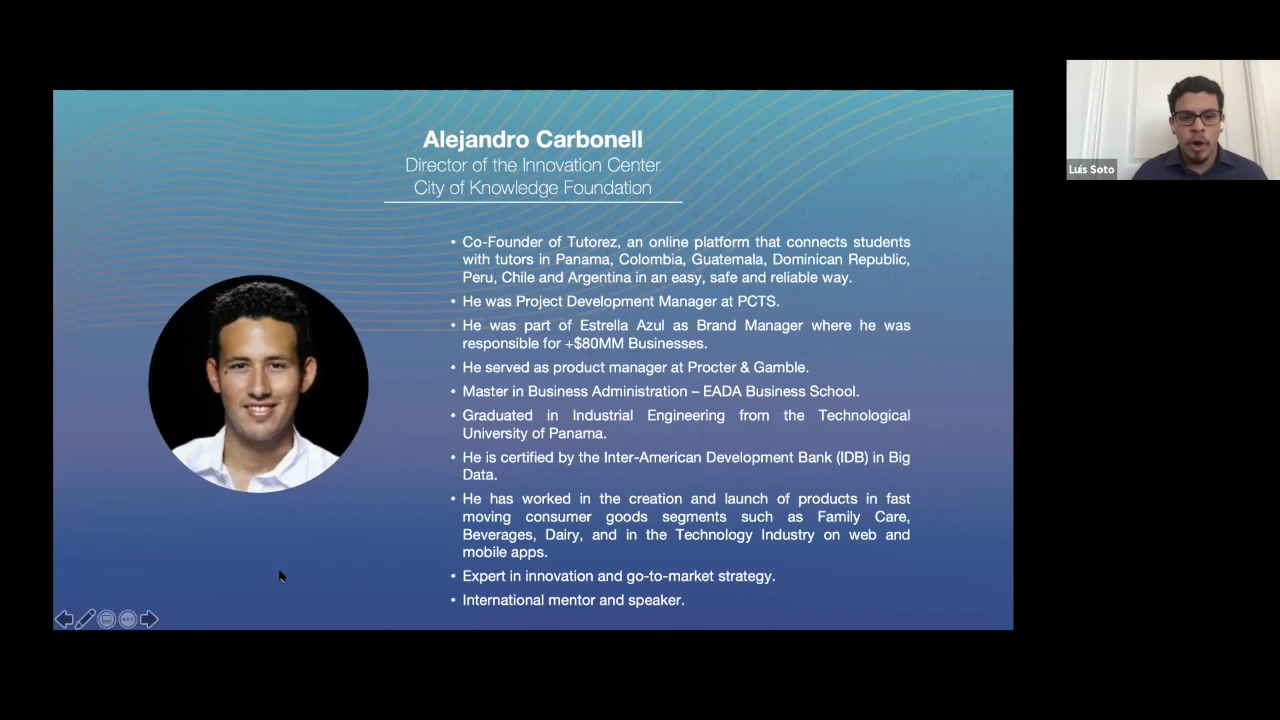 Alejandro Carbonell
Director of the Innovation Center
City of Knowledge Foundation
• Co-Founder of Tutorez, an online platform that connects students
with tutors in Panama, Colombia, Guatemala, Dominican Republic,
Peru, Chile and Argentina in an easy, safe and reliable way.
• He was Project Development Manager at PCTS.
• He was part of Estrella Azul as Brand Manager where he was
responsible for +$80MM Businesses.
• He served as product manager at Procter & Gamble.
• Master in Business Administration – EADA Business School.
• Graduated in Industrial Engineering from the Technological
University of Panama.
• He is certified by the Inter-American Development Bank (IDB) in Big
Data.
• He has worked in the creation and launch of products in fast
moving consumer goods segments such as Family Care,
Beverages, Dairy, and in the Technology Industry on web and
mobile apps.
• Expert in innovation and go-to-market strategy.
• International mentor and speaker.
Luis Soto